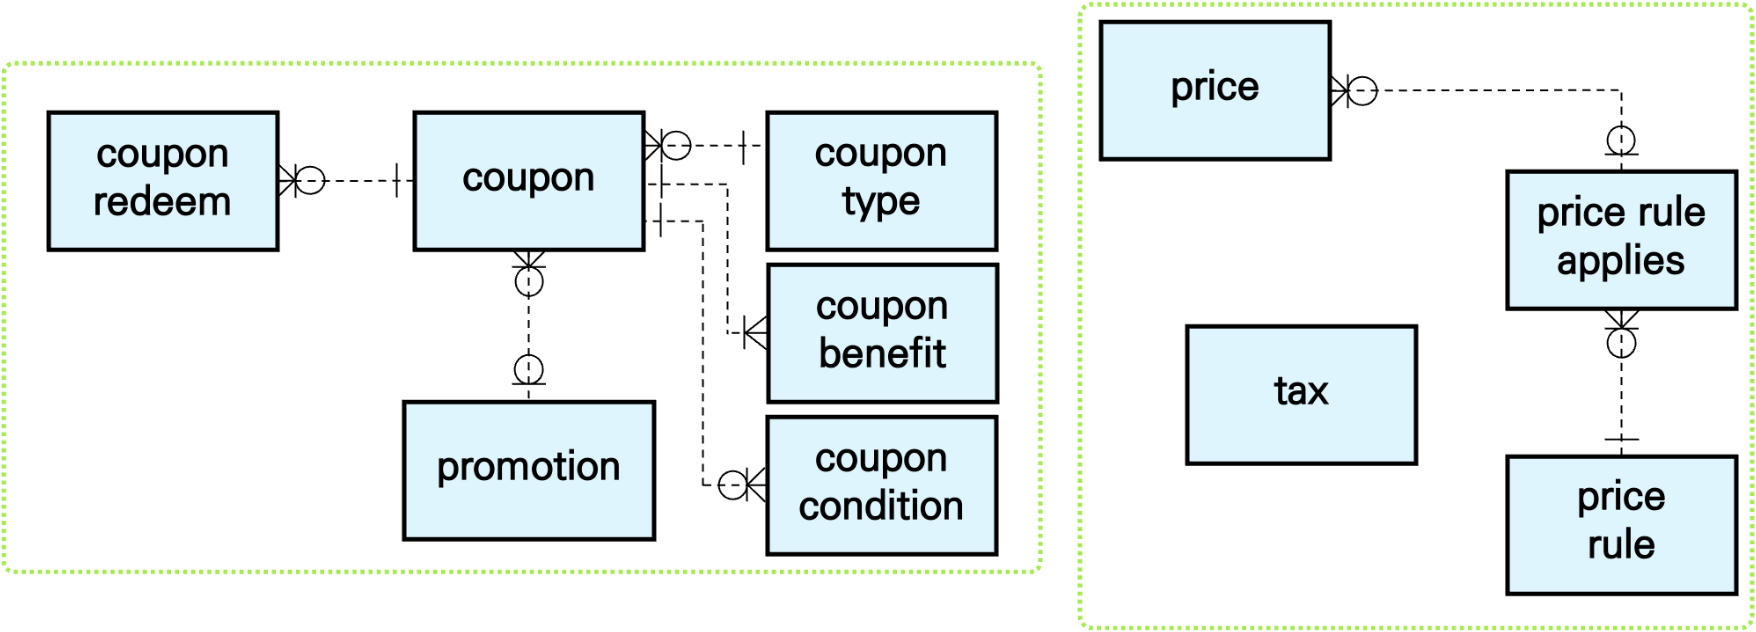 coupon
redeem
coupon
coupon
type
coupon
benefit
promotion
coupon
condition
price
price rule
applies
tax
price
rule